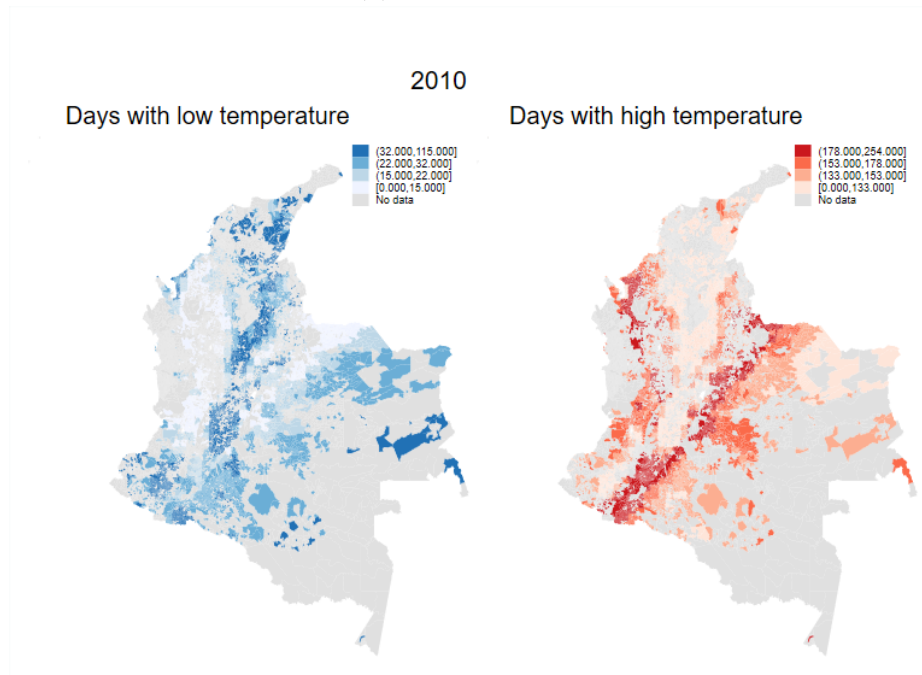 2010
Days with low temperature
(32.000,115.000]
(22.000,32.000]
(15.000,22.000]
[0.000,15.000]
No data
Days with high temperature
(178.000,254.000]
(153.000,178.000]
(133.000,153.000]
[0.000,133.000]
No data